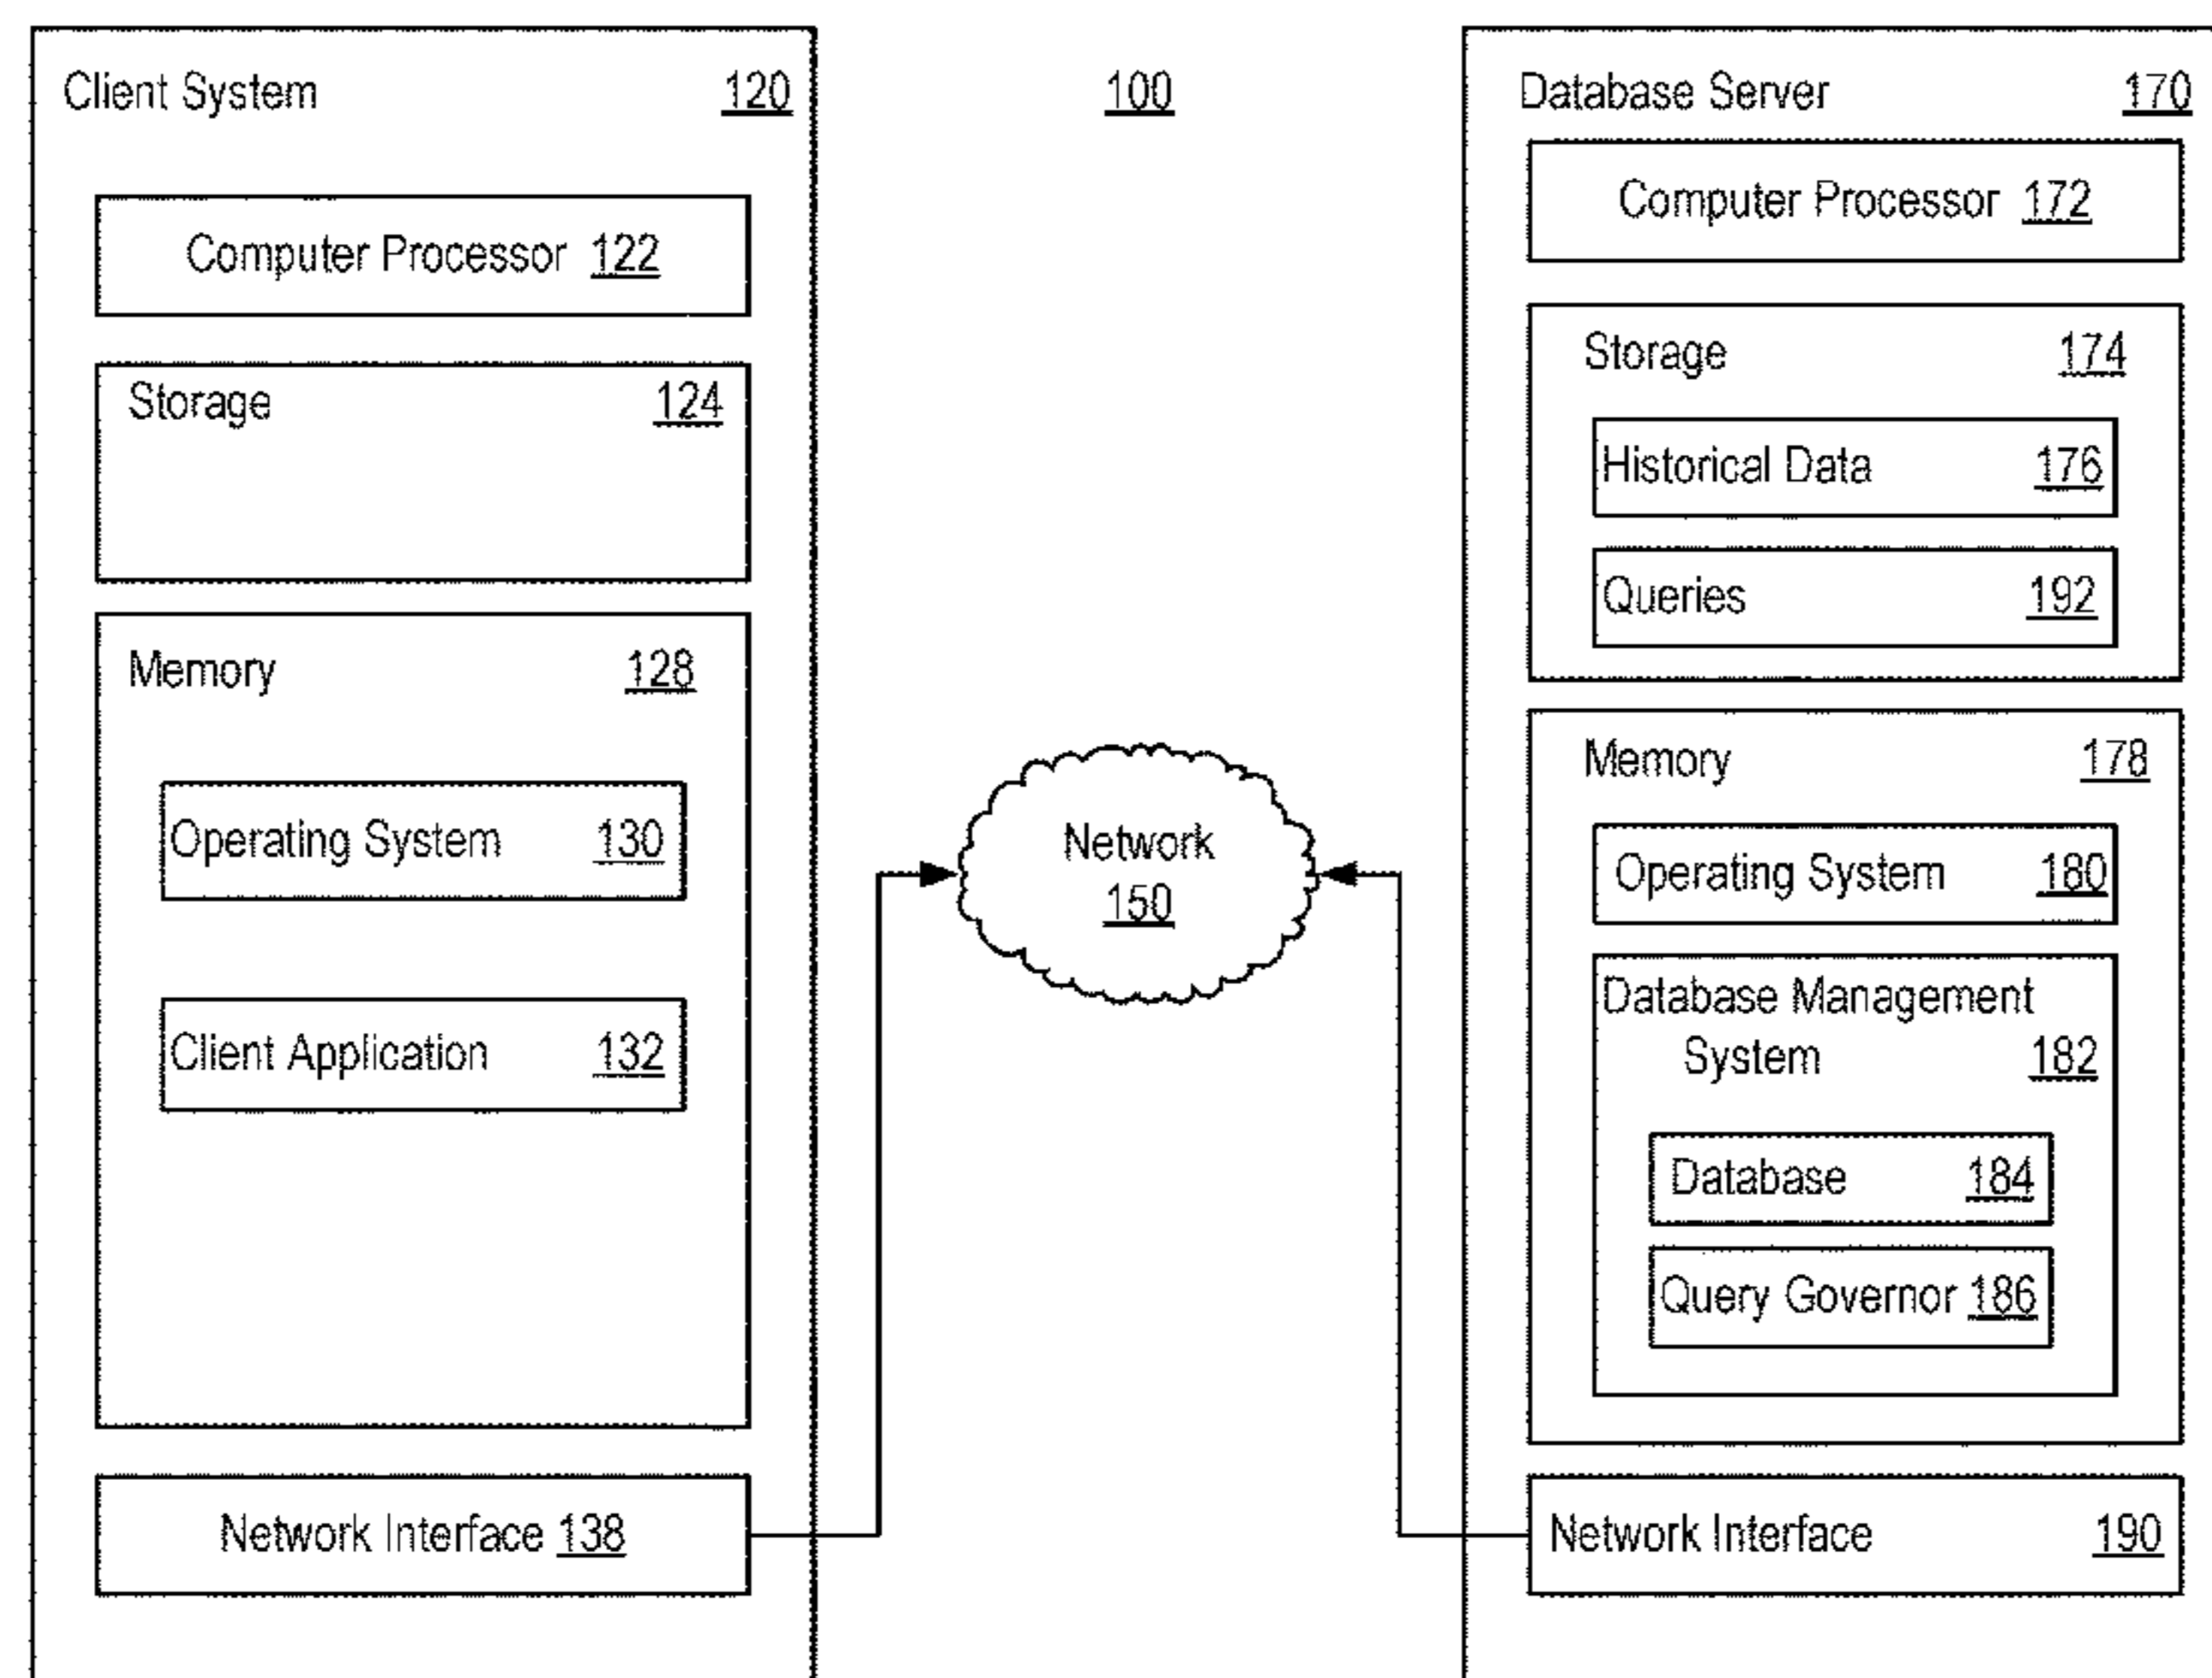 Client System 120
Computer Processor 122
Storage 124
Memory 128
Operating System 130
Client Application 132
Network Interface 138
100
Network
150
Database Server 170
Computer Processor 172
Storage 174
Historical Data 176
Queries 192
Memory 178
Operating System 180
Database Management
System 182
Database 184
Query Governor 186
Network Interface 190